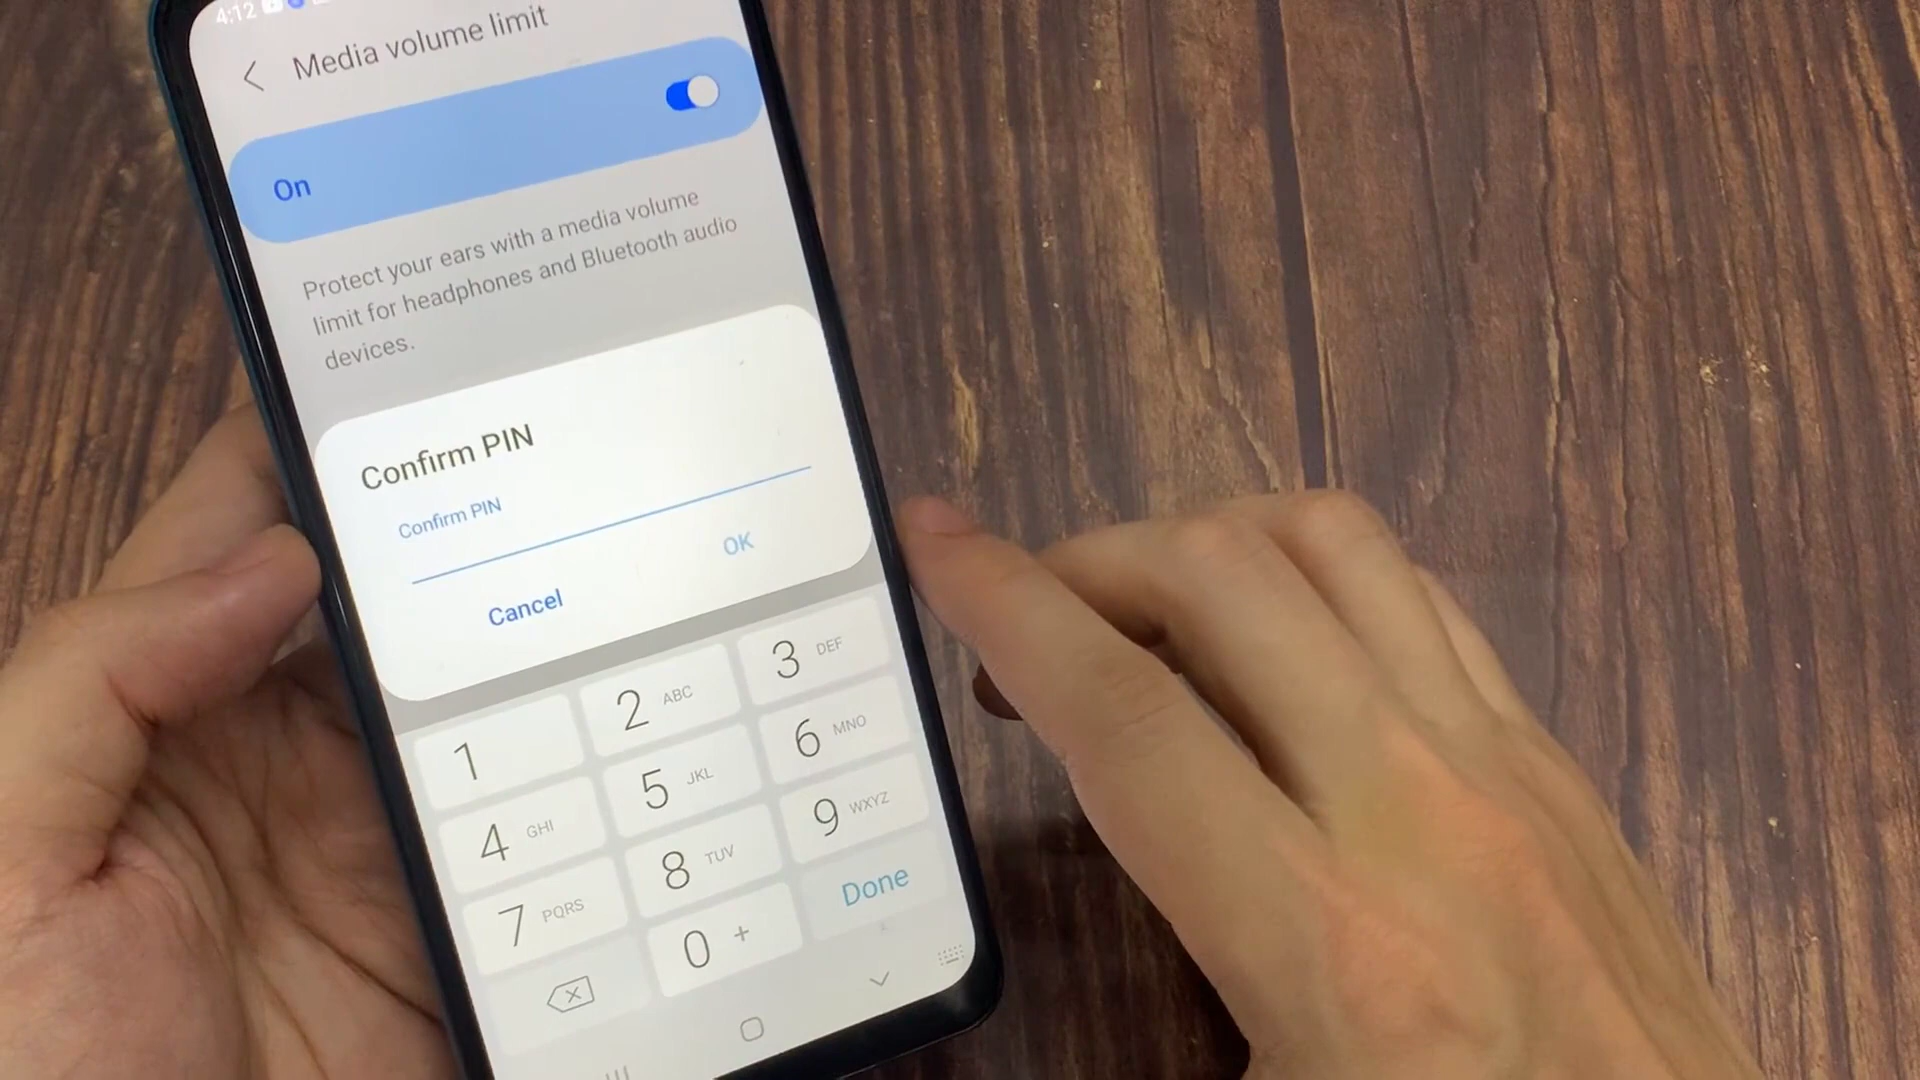 4:12
Media volume limit
On
Protect your ears with a media volume
limit for headphones and Bluetooth audio
devices.
Confirm PIN
Confirm PIN
Cancel OK
1 2 ABC 3 DEF
4 GHI 5 JKL 6 MNO
7 PQRS 8 TUV 9 WXYZ
0 + Done